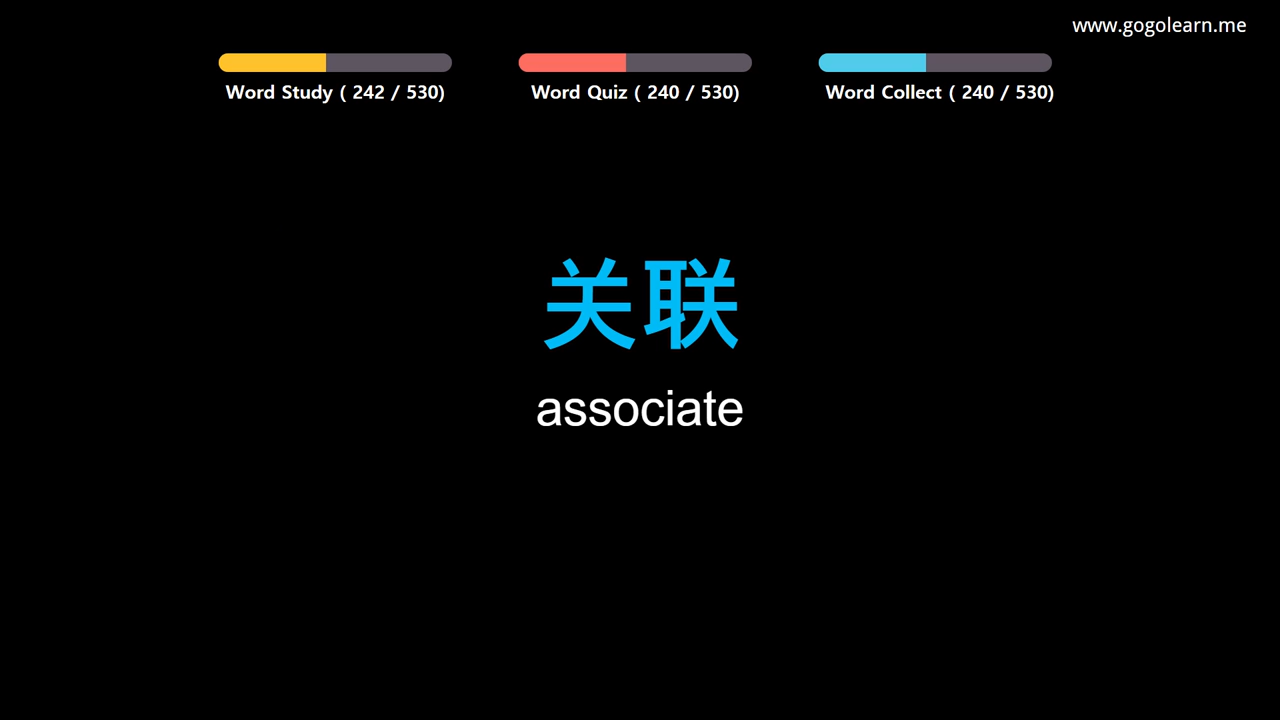 www.gogolearn.me
Word Study ( 242 / 530)
Word Quiz ( 240 / 530)
Word Collect ( 240 / 530)
关联
associate